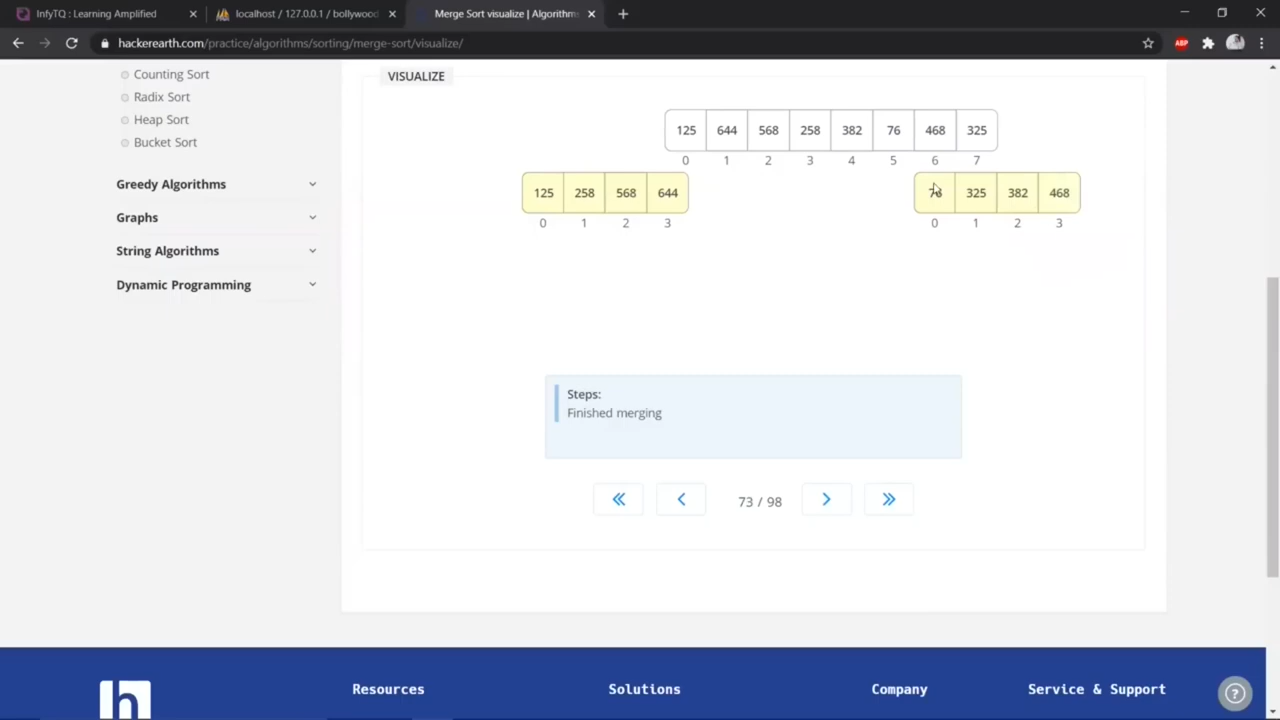 InfyTQ : Learning Amplified
localhost / 127.0.0.1 / bollywood
Merge Sort visualize | Algorithms
hackerearth.com/practice/algorithms/sorting/merge-sort/visualize/
ABP
Counting Sort
Radix Sort
Heap Sort
Bucket Sort
Greedy Algorithms
Graphs
String Algorithms
Dynamic Programming
VISUALIZE
125 644 568 258 382 76 468 325
0 1 2 3 4 5 6 7
125 258 568 644
0 1 2 3
76 325 382 468
0 1 2 3
Steps:
Finished merging
73 / 98
h
Resources
Solutions
Company
Service & Support
?